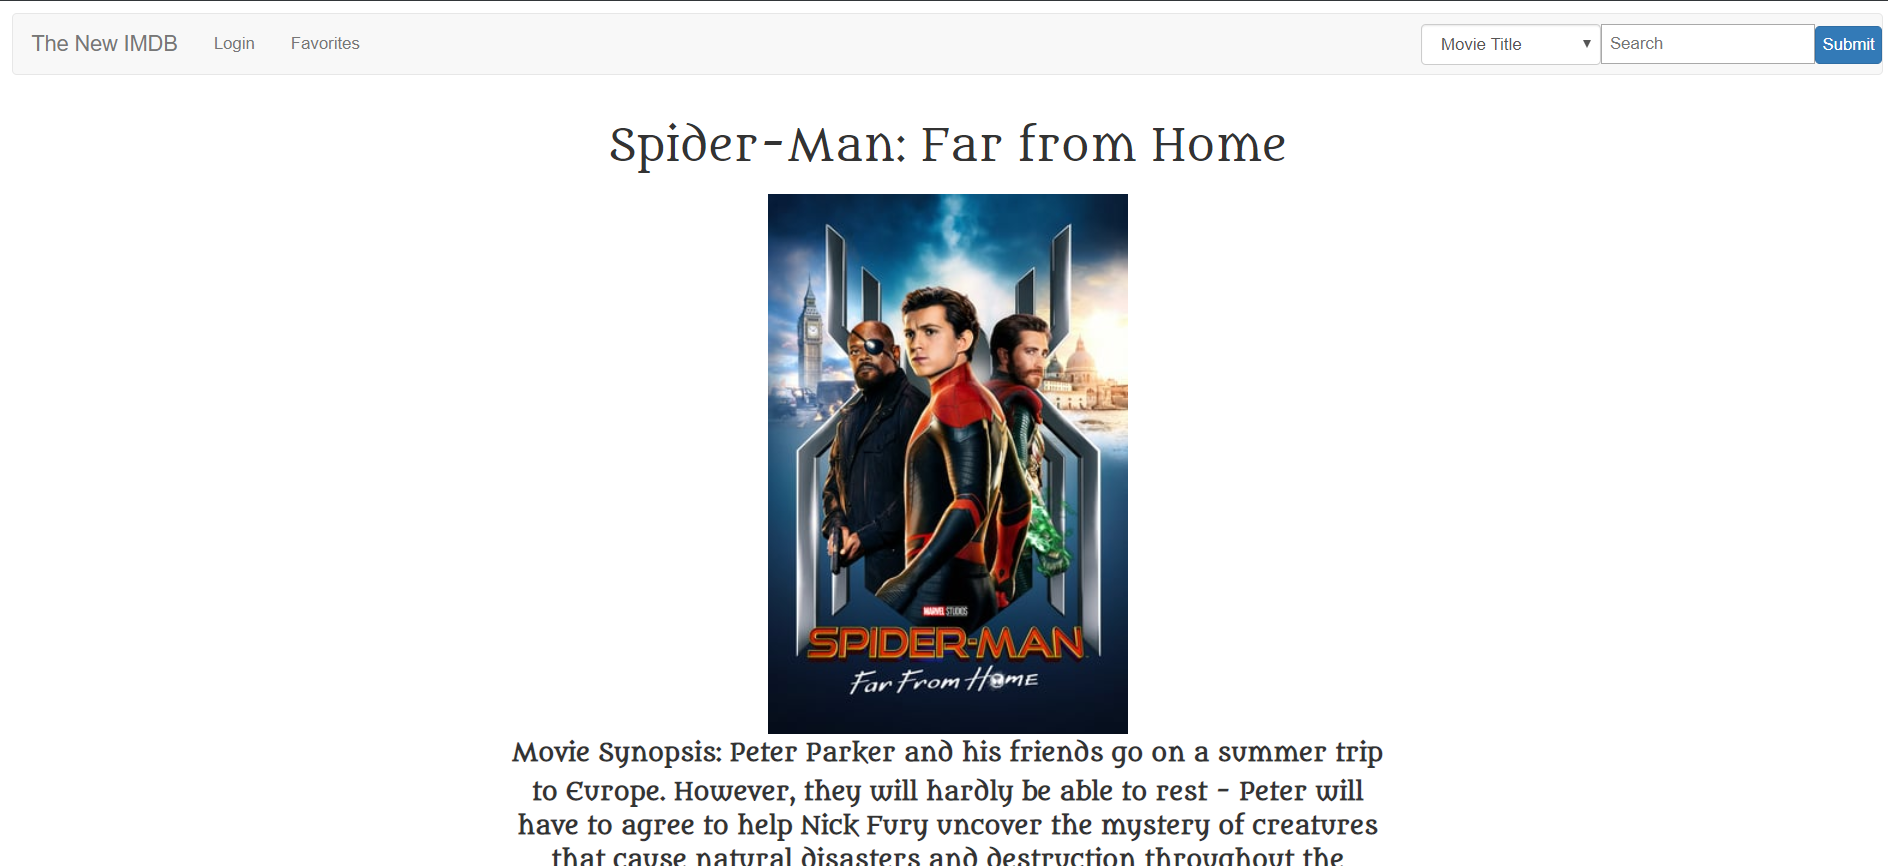 The New IMDB Login Favorites Movie Title Search Submit
Spider-Man: Far from Home
MARVEL STUDIOS
SPIDER-MAN
Far From Home
Movie Synopsis: Peter Parker and his friends go on a summer trip
to Europe. However, they will hardly be able to rest - Peter will
have to agree to help Nick Fury uncover the mystery of creatures
that cause natural disasters and destruction throughout the